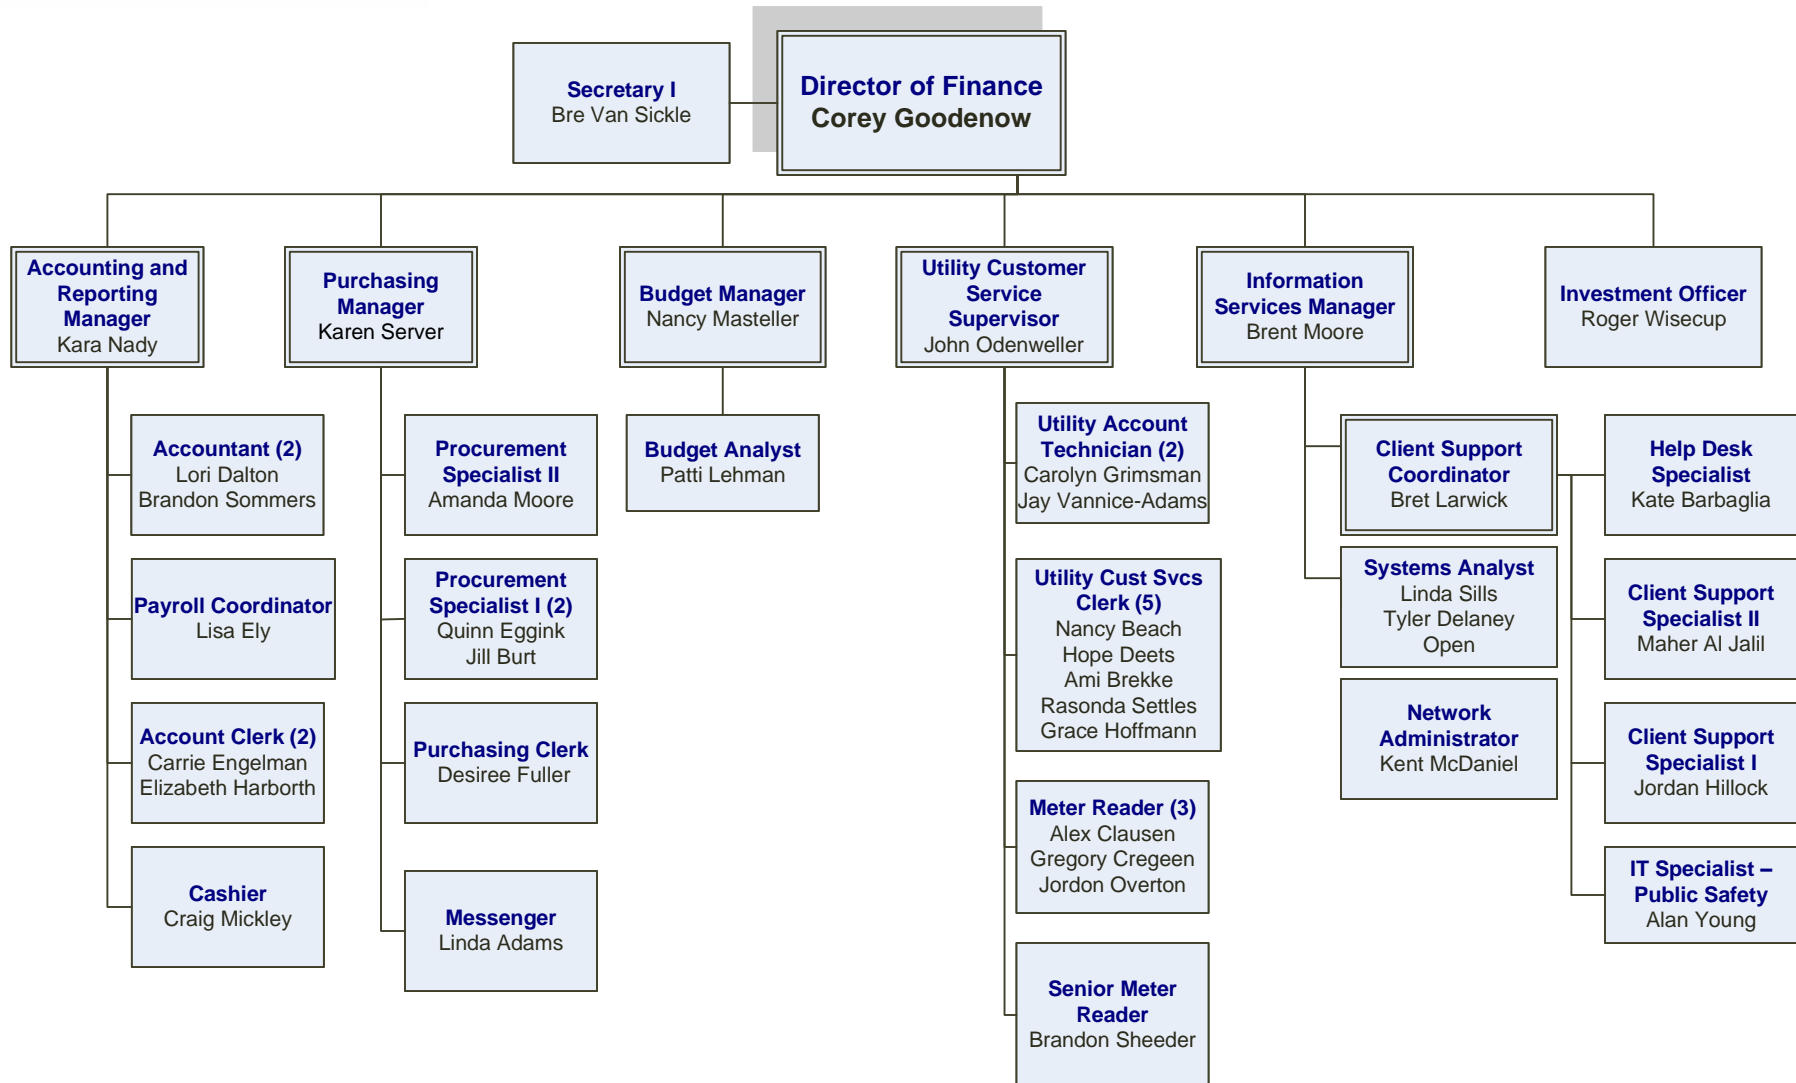 Secretary I
Bre Van Sickle
Director of Finance
Corey Goodenow
Accounting and
Reporting
Manager
Kara Nady
Purchasing
Manager
Karen Server
Budget Manager
Nancy Masteller
Utility Customer
Service
Supervisor
John Odenweller
Information
Services Manager
Brent Moore
Investment Officer
Roger Wisecup
Accountant (2)
Lori Dalton
Brandon Sommers
Payroll Coordinator
Lisa Ely
Account Clerk (2)
Carrie Engelman
Elizabeth Harborth
Cashier
Craig Mickley
Procurement
Specialist II
Amanda Moore
Procurement
Specialist I (2)
Quinn Eggink
Jill Burt
Purchasing Clerk
Desiree Fuller
Messenger
Linda Adams
Budget Analyst
Patti Lehman
Utility Account
Technician (2)
Carolyn Grimsman
Jay Vannice-Adams
Utility Cust Svcs
Clerk (5)
Nancy Beach
Hope Deets
Ami Brekke
Rasonda Settles
Grace Hoffmann
Meter Reader (3)
Alex Clausen
Gregory Cregeen
Jordon Overton
Senior Meter
Reader
Brandon Sheeder
Client Support
Coordinator
Bret Larwick
Systems Analyst
Linda Sills
Tyler Delaney
Open
Network
Administrator
Kent McDaniel
Help Desk
Specialist
Kate Barbaglia
Client Support
Specialist II
Maher Al Jalil
Client Support
Specialist I
Jordan Hillock
IT Specialist –
Public Safety
Alan Young